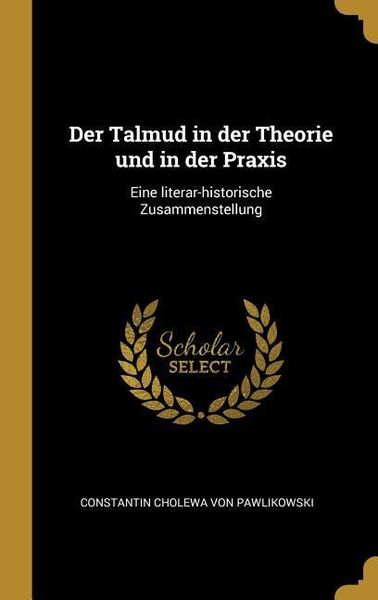 Der Talmud in der Theorie
und in der Praxis
Eine literar-historische
Zusammenstellung
Scholar
SELECT
CONSTANTIN CHOLEWA VON PAWLIKOWSKI